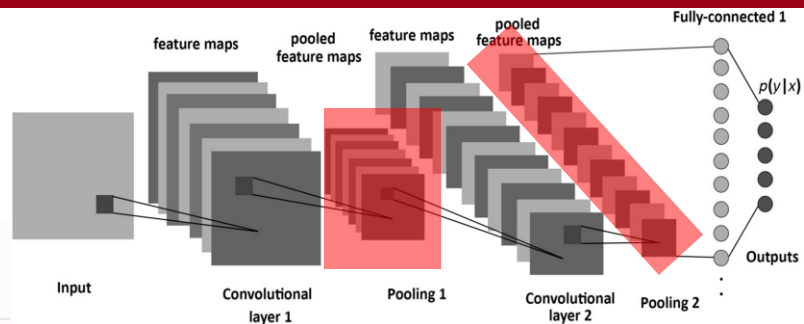 Fully-connected 1
feature maps
pooled
feature maps
feature maps
pooled
feature maps
p(y|x)
Outputs
Input
Convolutional
layer 1
Pooling 1
Convolutional
layer 2
Pooling 2